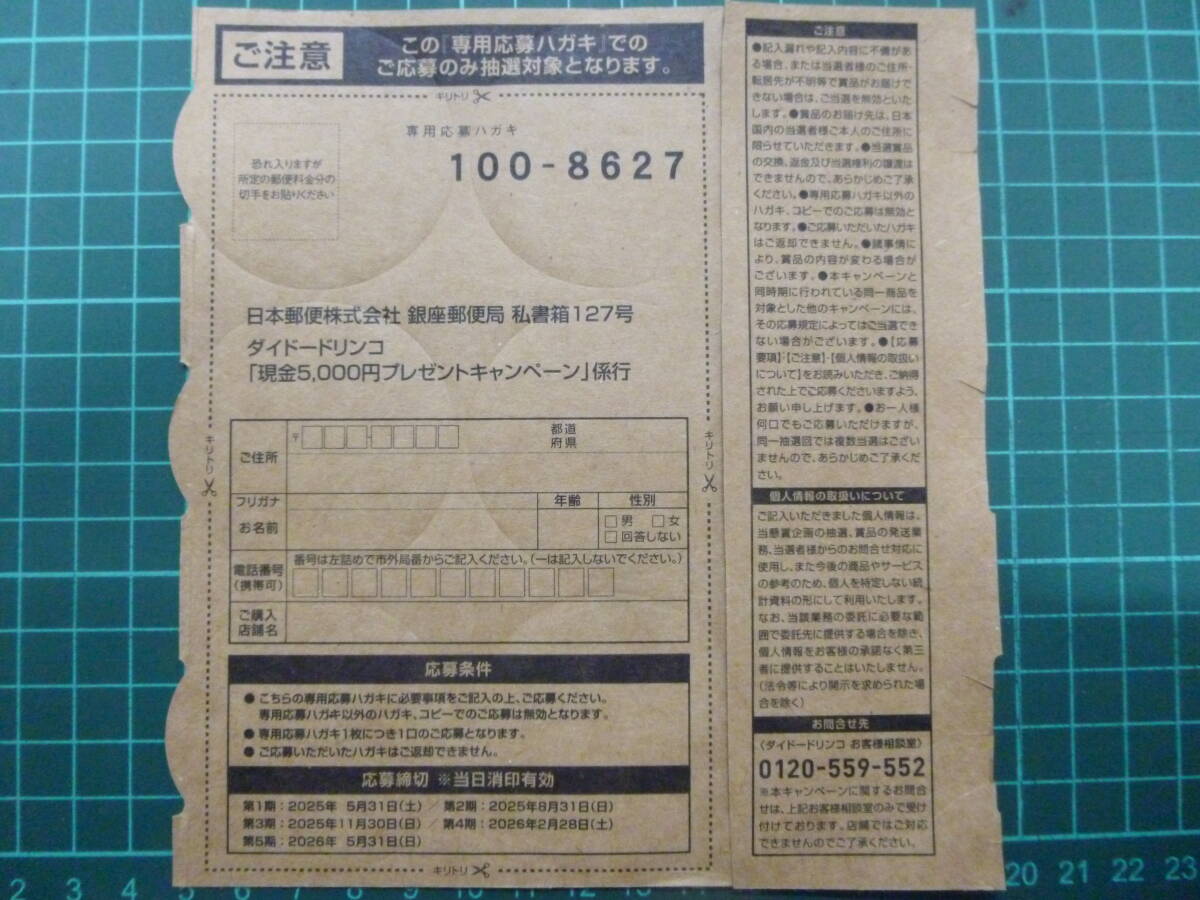 ご注意
この『専用応募ハガキ』での
ご応募のみ抽選対象となります。
キリトリ
専用応募ハガキ
恐れ入りますが
所定の郵便料金分の
切手をお貼りください
100-8627
日本郵便株式会社 銀座郵便局 私書箱127号
ダイドードリンコ
「現金5,000円プレゼントキャンペーン」係行
キリトリ
キリトリ
ご住所
〒
都道
府県
フリガナ
年齢
性別
お名前
□男 □女
□回答しない
電話番号
(携帯可)
番号は左詰めで市外局番からご記入ください。(ーは記入しないでください。)
ご購入
店舗名
応募条件
●こちらの専用応募ハガキに必要事項をご記入の上、ご応募ください。
専用応募ハガキ以外のハガキ、コピーでのご応募は無効となります。
●専用応募ハガキ1枚につき1口のご応募となります。
●ご応募いただいたハガキはご返却できません。
応募締切 ※当日消印有効
第1期：2025年 5月31日(土)／第2期：2025年8月31日(日)
第3期：2025年11月30日(日)／第4期：2026年2月28日(土)
第5期：2026年 5月31日(日)
キリトリ
ご注意
●記入漏れや記入内容に不備があ
る場合、または当選者様のご住所・
転居先が不明等で賞品がお届けで
きない場合は、ご当選を無効といた
します。●賞品のお届け先は、日本
国内の当選者様ご本人のご住所に
限らせていただきます。●当選賞品
の交換、返金及び当選権利の譲渡は
できませんので、あらかじめご了承
ください。●専用応募ハガキ以外の
ハガキ、コピーでのご応募は無効と
なります。●ご応募いただいたハガキ
はご返却できません。●諸事情に
より、賞品の内容が変わる場合が
ございます。●本キャンペーンと
同時期に行われている同一商品を
対象とした他のキャンペーンには、
その応募規定によってはご当選でき
ない場合がございます。●【応募
要項】・【ご注意】・【個人情報の取扱い
について】をお読みいただき、ご納得
された上でご応募くださいますよう、
お願い申し上げます。●お一人様
何口でもご応募いただけますが、
同一抽選回では複数当選はござい
ませんので、あらかじめご了承くだ
さい。
個人情報の取扱いについて
ご記入いただきました個人情報は、
当懸賞企画の抽選、賞品の発送業
務、当選者様からのお問合せ対応に
使用し、また今後の商品やサービス
の参考のため、個人を特定しない統
計資料の形にして利用いたします。
なお、当該業務の委託に必要な範
囲で委託先に提供する場合を除き、
個人情報をお客様の承諾なく第三
者に提供することはいたしません。
(法令等により開示を求められた場
合を除く)
お問合せ先
〈ダイドードリンコ お客様相談室〉
0120-559-552
※本キャンペーンに関するお問合
せは、上記お客様相談室のみで受け
付けております。店舗ではご対応
できませんのでご了承ください。
2 3 4 5 6 7 8 9 10 11 12 13 20 21 22 23